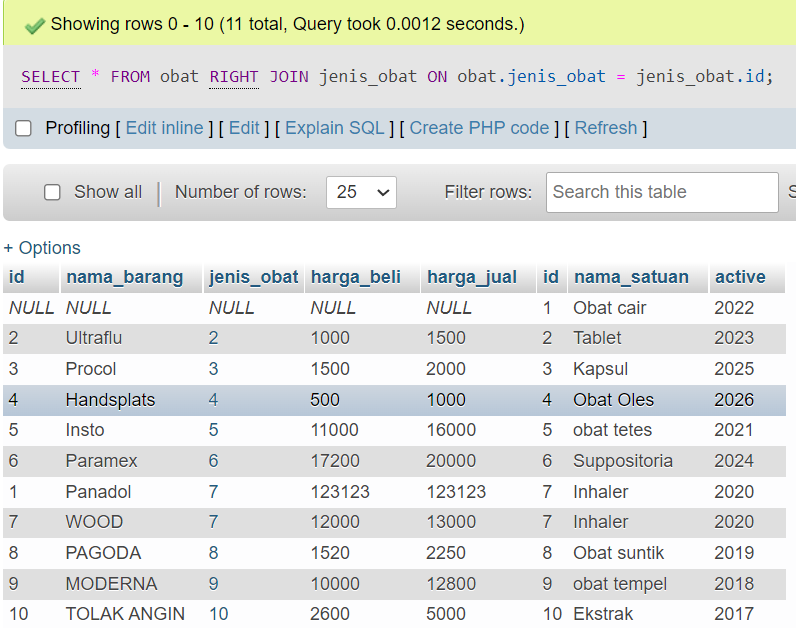 Showing rows 0 - 10 (11 total, Query took 0.0012 seconds.)
SELECT * FROM obat RIGHT JOIN jenis_obat ON obat.jenis_obat = jenis_obat.id;
Profiling [ Edit inline ] [ Edit ] [ Explain SQL ] [ Create PHP code ] [ Refresh ]
Show all | Number of rows: 25 Filter rows: Search this table S
+ Options
id nama_barang jenis_obat harga_beli harga_jual id nama_satuan active
NULL NULL NULL NULL NULL 1 Obat cair 2022
2 Ultraflu 2 1000 1500 2 Tablet 2023
3 Procol 3 1500 2000 3 Kapsul 2025
4 Handsplats 4 500 1000 4 Obat Oles 2026
5 Insto 5 11000 16000 5 obat tetes 2021
6 Paramex 6 17200 20000 6 Suppositoria 2024
1 Panadol 7 123123 123123 7 Inhaler 2020
7 WOOD 7 12000 13000 7 Inhaler 2020
8 PAGODA 8 1520 2250 8 Obat suntik 2019
9 MODERNA 9 10000 12800 9 obat tempel 2018
10 TOLAK ANGIN 10 2600 5000 10 Ekstrak 2017